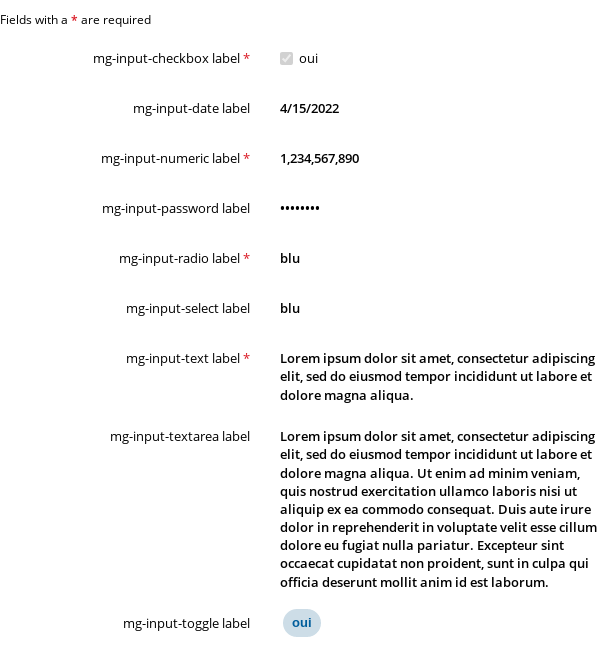 Fields with a * are required
mg-input-checkbox label * oui
mg-input-date label 4/15/2022
mg-input-numeric label * 1,234,567,890
mg-input-password label ••••••••
mg-input-radio label * blu
mg-input-select label blu
mg-input-text label * Lorem ipsum dolor sit amet, consectetur adipiscing
elit, sed do eiusmod tempor incididunt ut labore et
dolore magna aliqua.
mg-input-textarea label Lorem ipsum dolor sit amet, consectetur adipiscing
elit, sed do eiusmod tempor incididunt ut labore et
dolore magna aliqua. Ut enim ad minim veniam,
quis nostrud exercitation ullamco laboris nisi ut
aliquip ex ea commodo consequat. Duis aute irure
dolor in reprehenderit in voluptate velit esse cillum
dolore eu fugiat nulla pariatur. Excepteur sint
occaecat cupidatat non proident, sunt in culpa qui
officia deserunt mollit anim id est laborum.
mg-input-toggle label oui